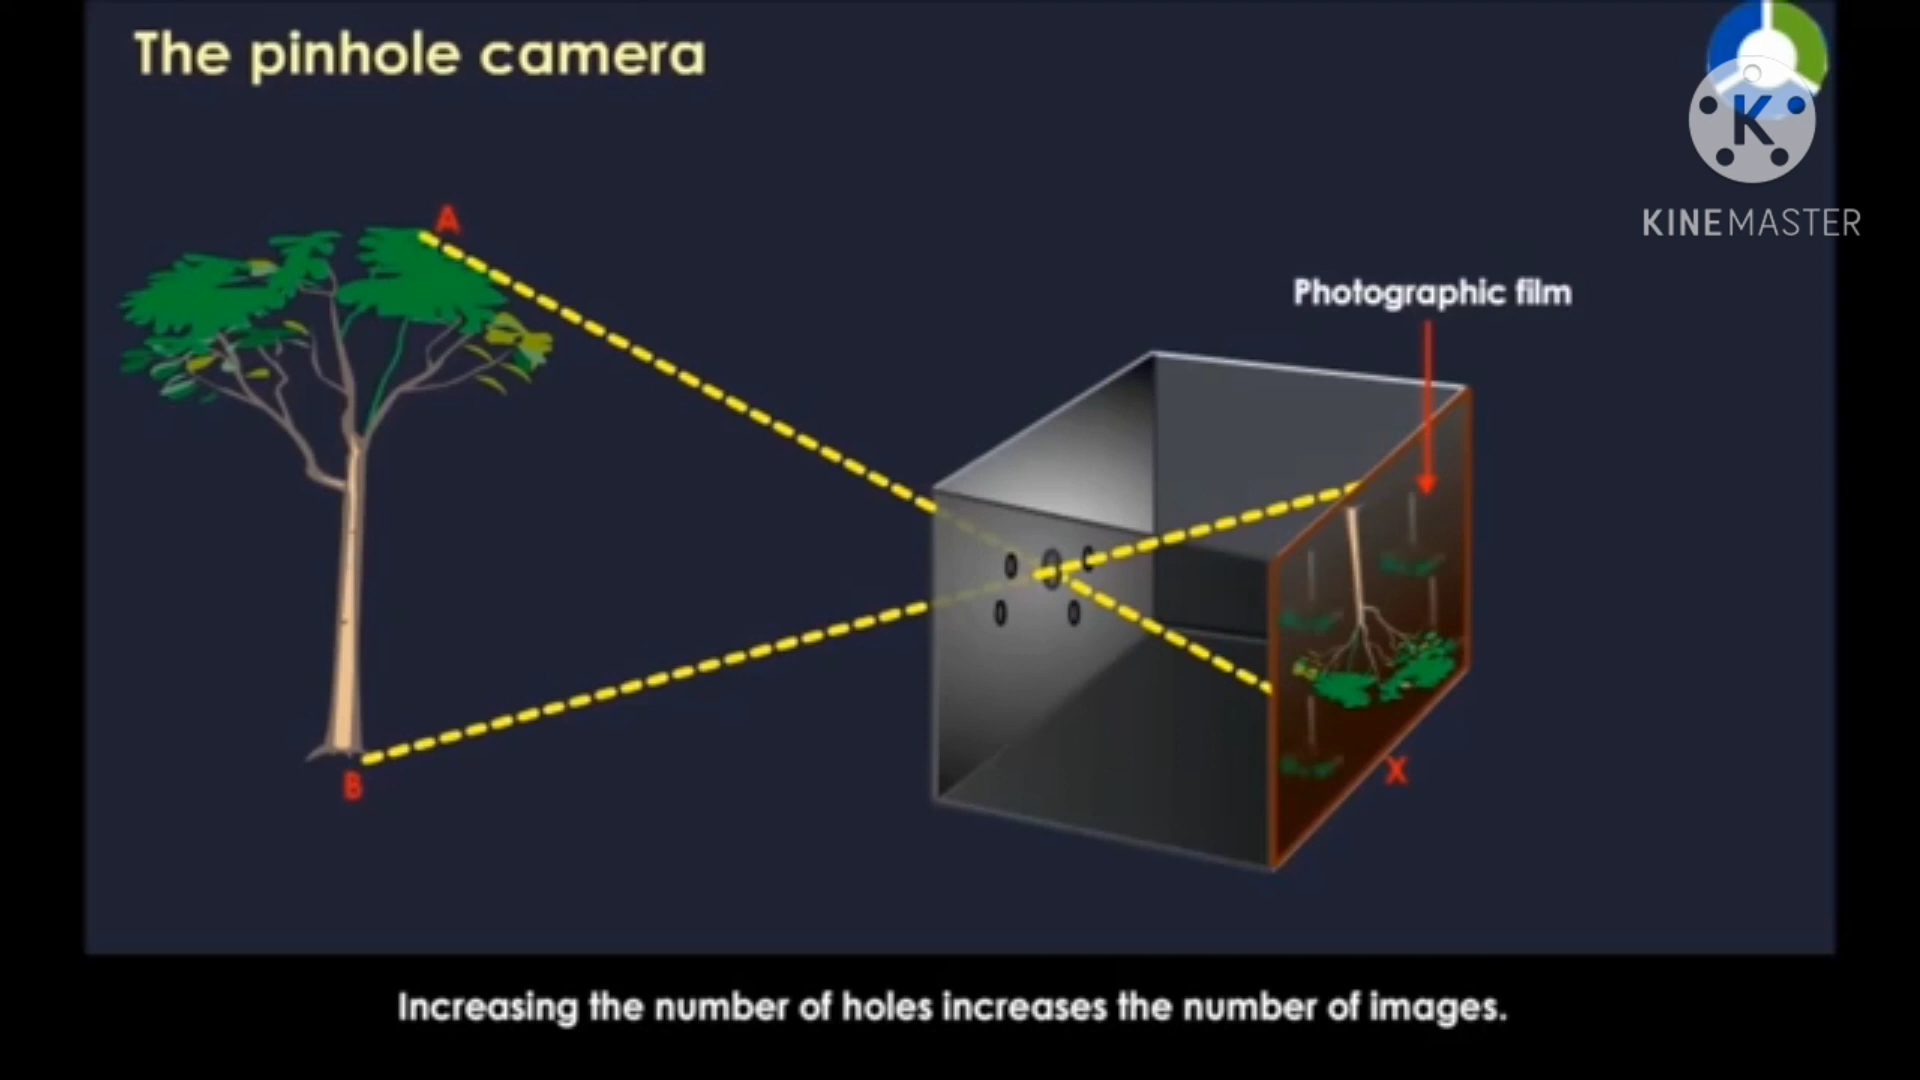 The pinhole camera
K
KINEMASTER
A
Photographic film
B
X
Increasing the number of holes increases the number of images.